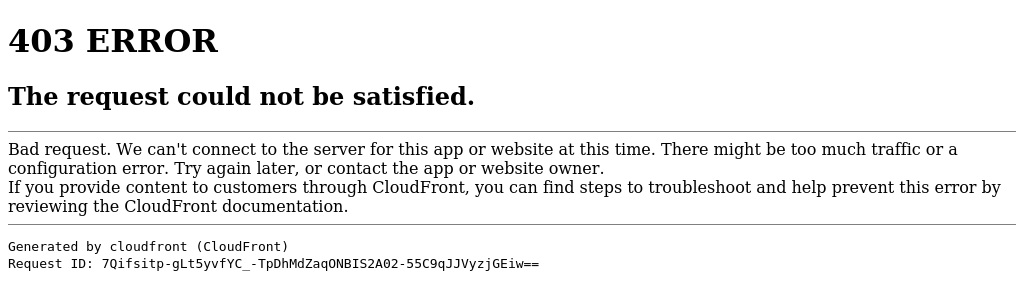 403 ERROR
The request could not be satisfied.
Bad request. We can't connect to the server for this app or website at this time. There might be too much traffic or a
configuration error. Try again later, or contact the app or website owner.
If you provide content to customers through CloudFront, you can find steps to troubleshoot and help prevent this error by
reviewing the CloudFront documentation.
Generated by cloudfront (CloudFront)
Request ID: 7Qifsitp-gLt5yvfYC_-TpDhMdZaqONBIS2A02-55C9qJJVyzjGEiw==